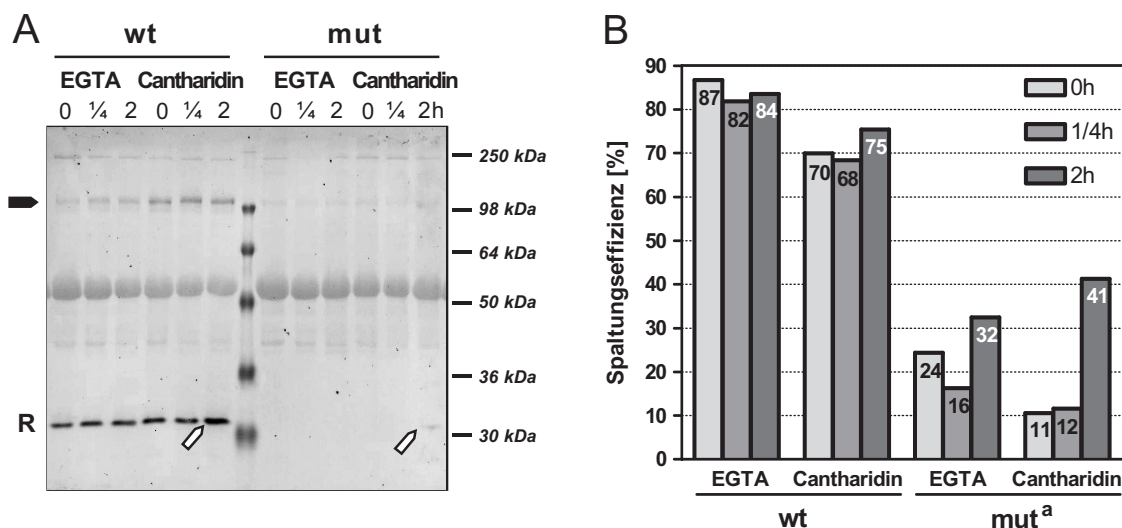 A
wt mut
EGTA Cantharidin EGTA Cantharidin
0 ¼ 2 0 ¼ 2 0 ¼ 2 0 ¼ 2h
250 kDa
98 kDa
64 kDa
50 kDa
36 kDa
R
30 kDa
B
Spaltungseffizienz [%]
90
80
70
60
50
40
30
20
10
0
0h
1/4h
2h
87 82 84 70 68 75 24 16 32 11 12 41
EGTA Cantharidin EGTA Cantharidin
wt mut a